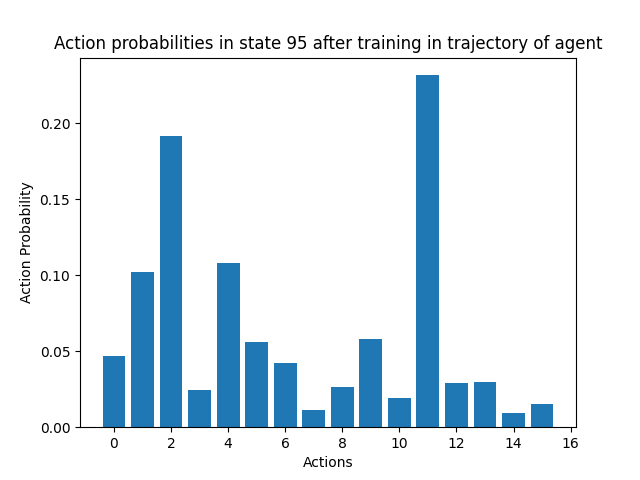 Action probabilities in state 95 after training in trajectory of agent
Action Probability
0.20
0.15
0.10
0.05
0.00
0 2 4 6 8 10 12 14 16
Actions